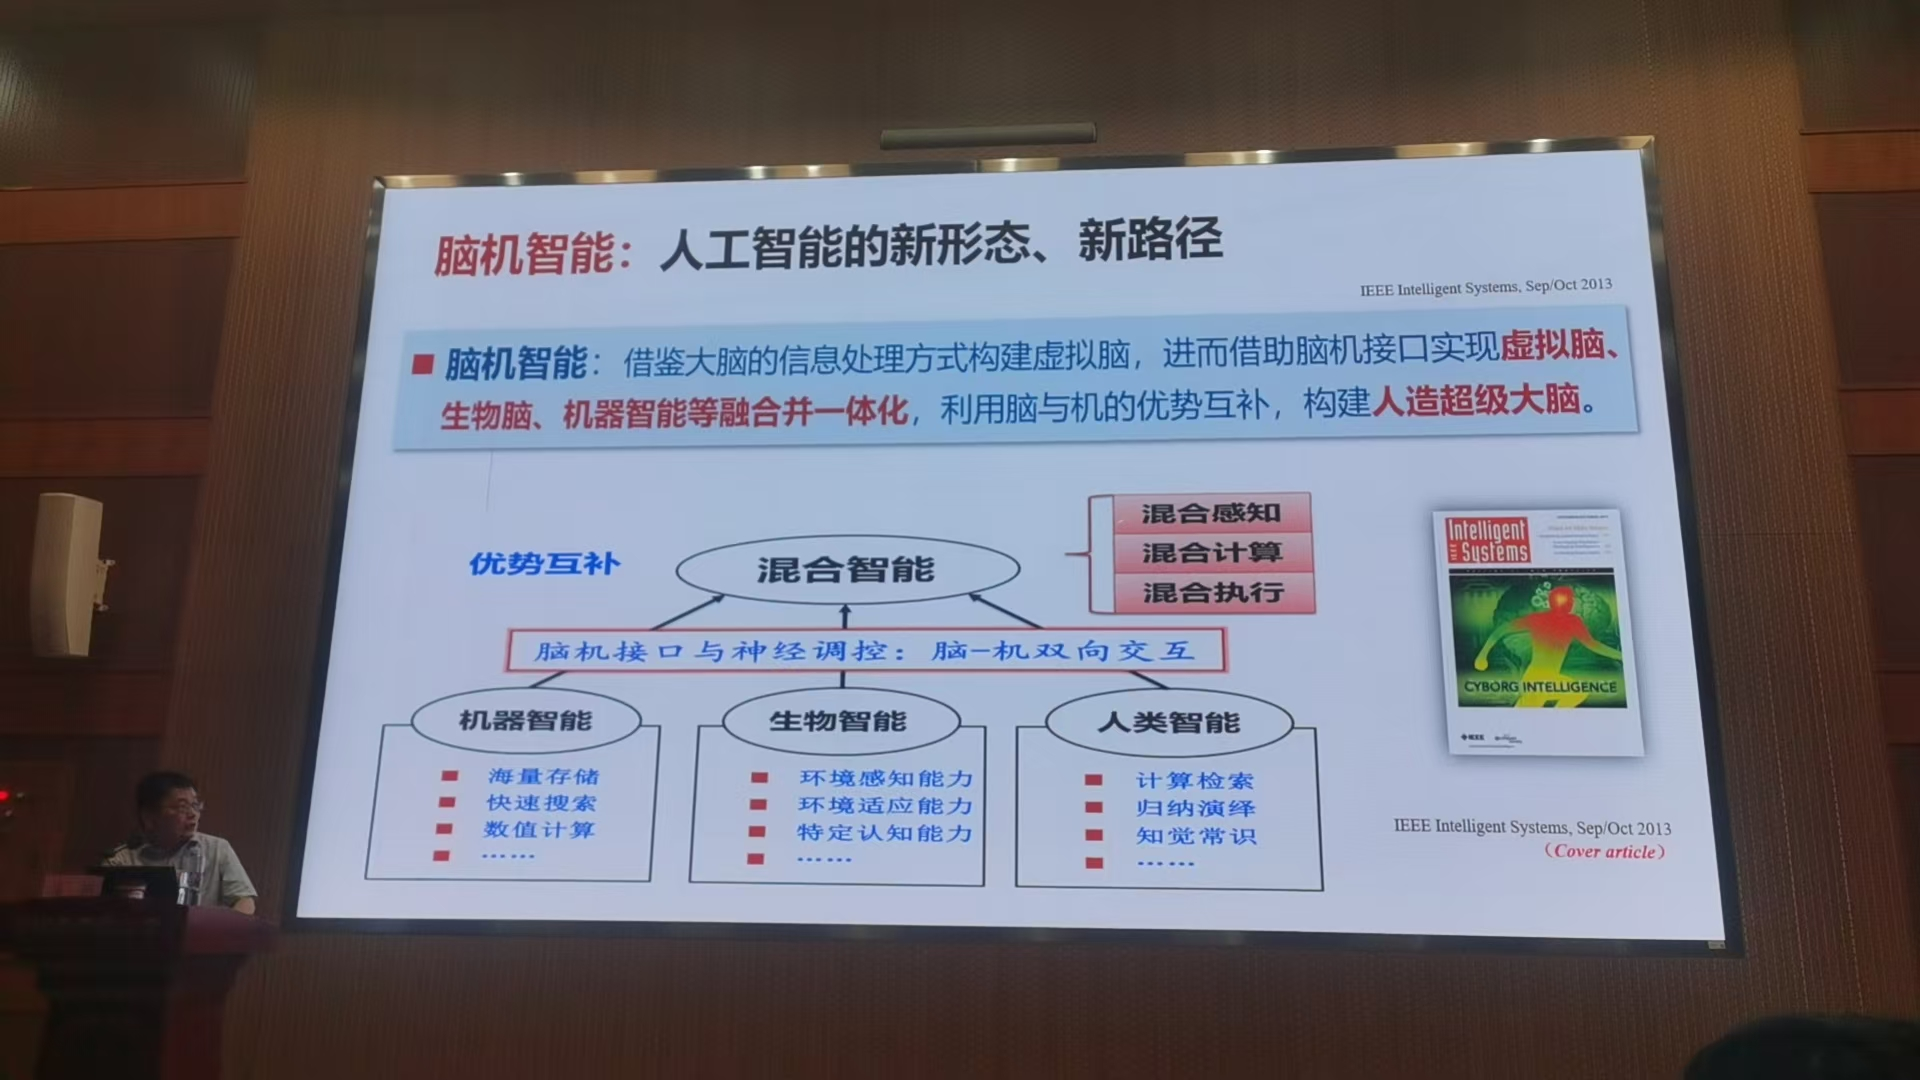 脑机智能：人工智能的新形态、新路径
IEEE Intelligent Systems, Sep/Oct 2013
脑机智能：借鉴大脑的信息处理方式构建虚拟脑，进而借助脑机接口实现虚拟脑、
生物脑、机器智能等融合并一体化，利用脑与机的优势互补，构建人造超级大脑。
优势互补
混合智能
混合感知
混合计算
混合执行
脑机接口与神经调控：脑-机双向交互
机器智能
海量存储
快速搜索
数值计算
……
生物智能
环境感知能力
环境适应能力
特定认知能力
……
人类智能
计算检索
归纳演绎
知觉常识
……
IEEE Intelligent Systems
CYBORG INTELLIGENCE
IEEE
IEEE Intelligent Systems, Sep/Oct 2013
（Cover article）